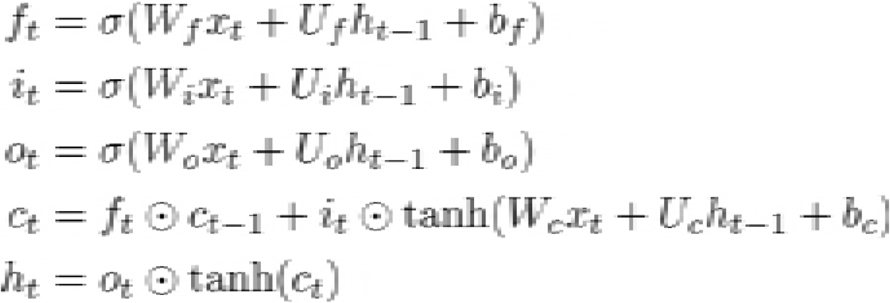 f_t = σ(W_f x_t + U_f h_{t−1} + b_f)
i_t = σ(W_i x_t + U_i h_{t−1} + b_i)
o_t = σ(W_o x_t + U_o h_{t−1} + b_o)
c_t = f_t ⊙ c_{t−1} + i_t ⊙ tanh(W_c x_t + U_c h_{t−1} + b_c)
h_t = o_t ⊙ tanh(c_t)